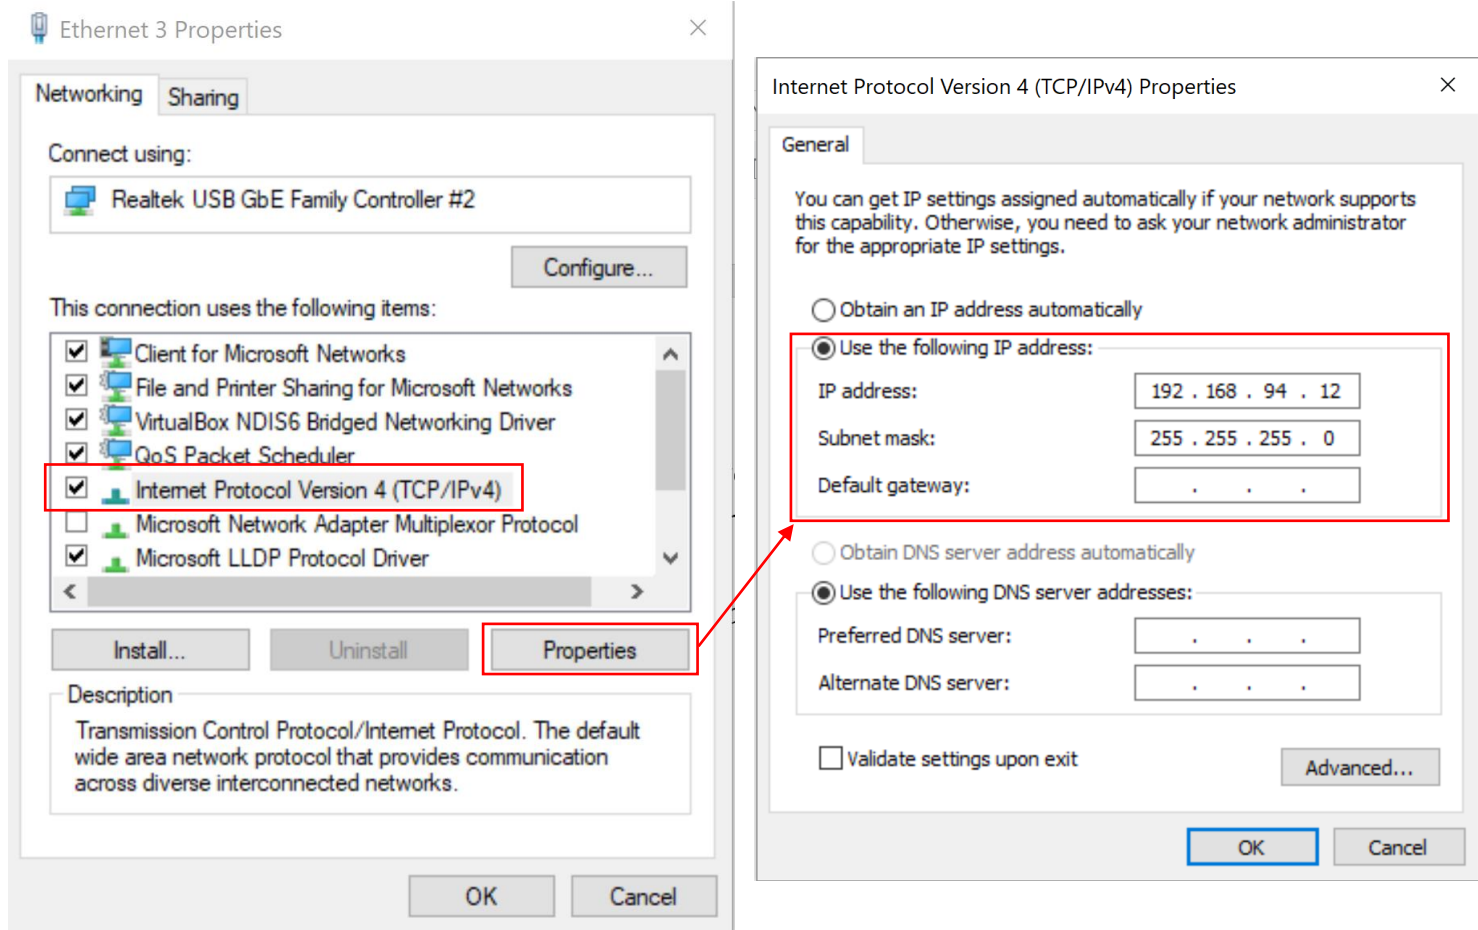 Ethernet 3 Properties
Networking
Sharing
Connect using:
Realtek USB GbE Family Controller #2
Configure...
This connection uses the following items:
Client for Microsoft Networks
File and Printer Sharing for Microsoft Networks
VirtualBox NDIS6 Bridged Networking Driver
QoS Packet Scheduler
Internet Protocol Version 4 (TCP/IPv4)
Microsoft Network Adapter Multiplexor Protocol
Microsoft LLDP Protocol Driver
Install...
Uninstall
Properties
Description
Transmission Control Protocol/Internet Protocol. The default
wide area network protocol that provides communication
across diverse interconnected networks.
OK
Cancel
Internet Protocol Version 4 (TCP/IPv4) Properties
General
You can get IP settings assigned automatically if your network supports
this capability. Otherwise, you need to ask your network administrator
for the appropriate IP settings.
Obtain an IP address automatically
Use the following IP address:
IP address: 192 . 168 . 94 . 12
Subnet mask: 255 . 255 . 255 . 0
Default gateway: . . .
Obtain DNS server address automatically
Use the following DNS server addresses:
Preferred DNS server: . . .
Alternate DNS server: . . .
Validate settings upon exit
Advanced...
OK
Cancel